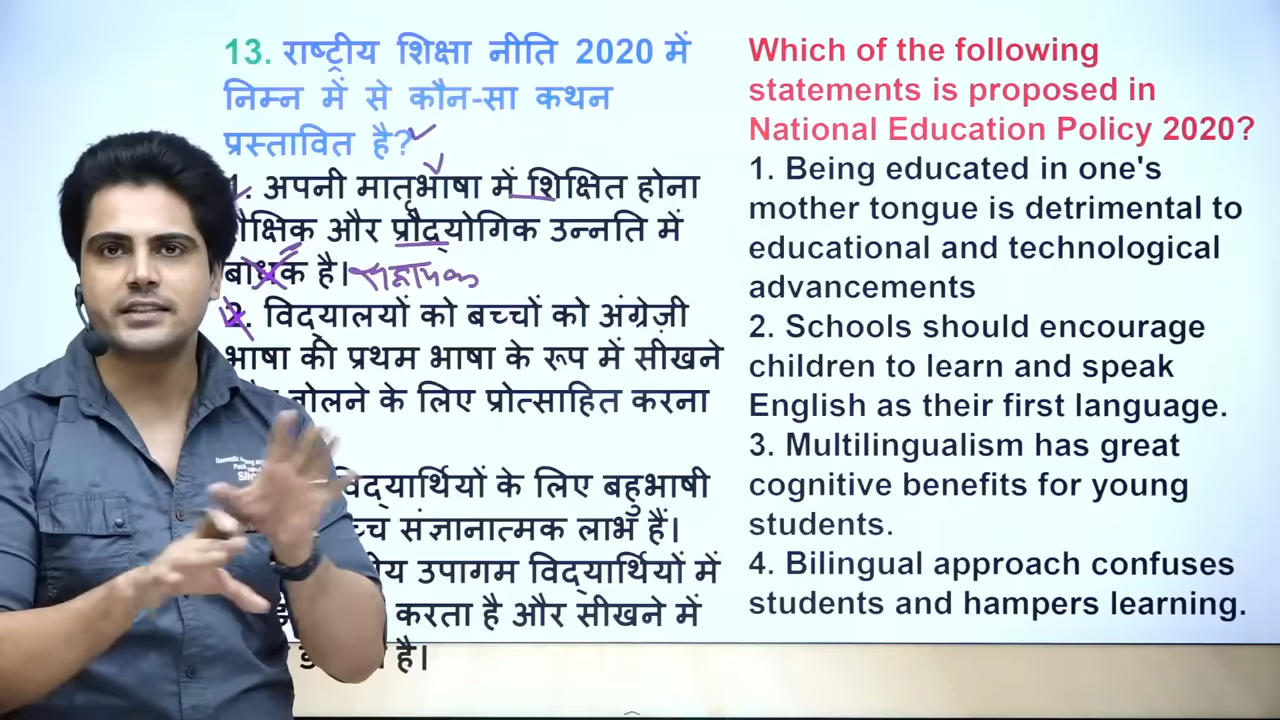 13. राष्ट्रीय शिक्षा नीति 2020 में
निम्न में से कौन-सा कथन
प्रस्तावित है?
1. अपनी मातृभाषा में शिक्षित होना
और प्रौद्योगिक उन्नति में
बाधक है। सहायक
2. विद्यालयों को बच्चों को अंग्रेज़ी
भाषा की प्रथम भाषा के रूप में सीखने
बोलने के लिए प्रोत्साहित करना
विद्यार्थियों के लिए बहुभाषी
संज्ञानात्मक लाभ हैं।
उपागम विद्यार्थियों में
करता है और सीखने में
है।
Which of the following
statements is proposed in
National Education Policy 2020?
1. Being educated in one's
mother tongue is detrimental to
educational and technological
advancements
2. Schools should encourage
children to learn and speak
English as their first language.
3. Multilingualism has great
cognitive benefits for young
students.
4. Bilingual approach confuses
students and hampers learning.